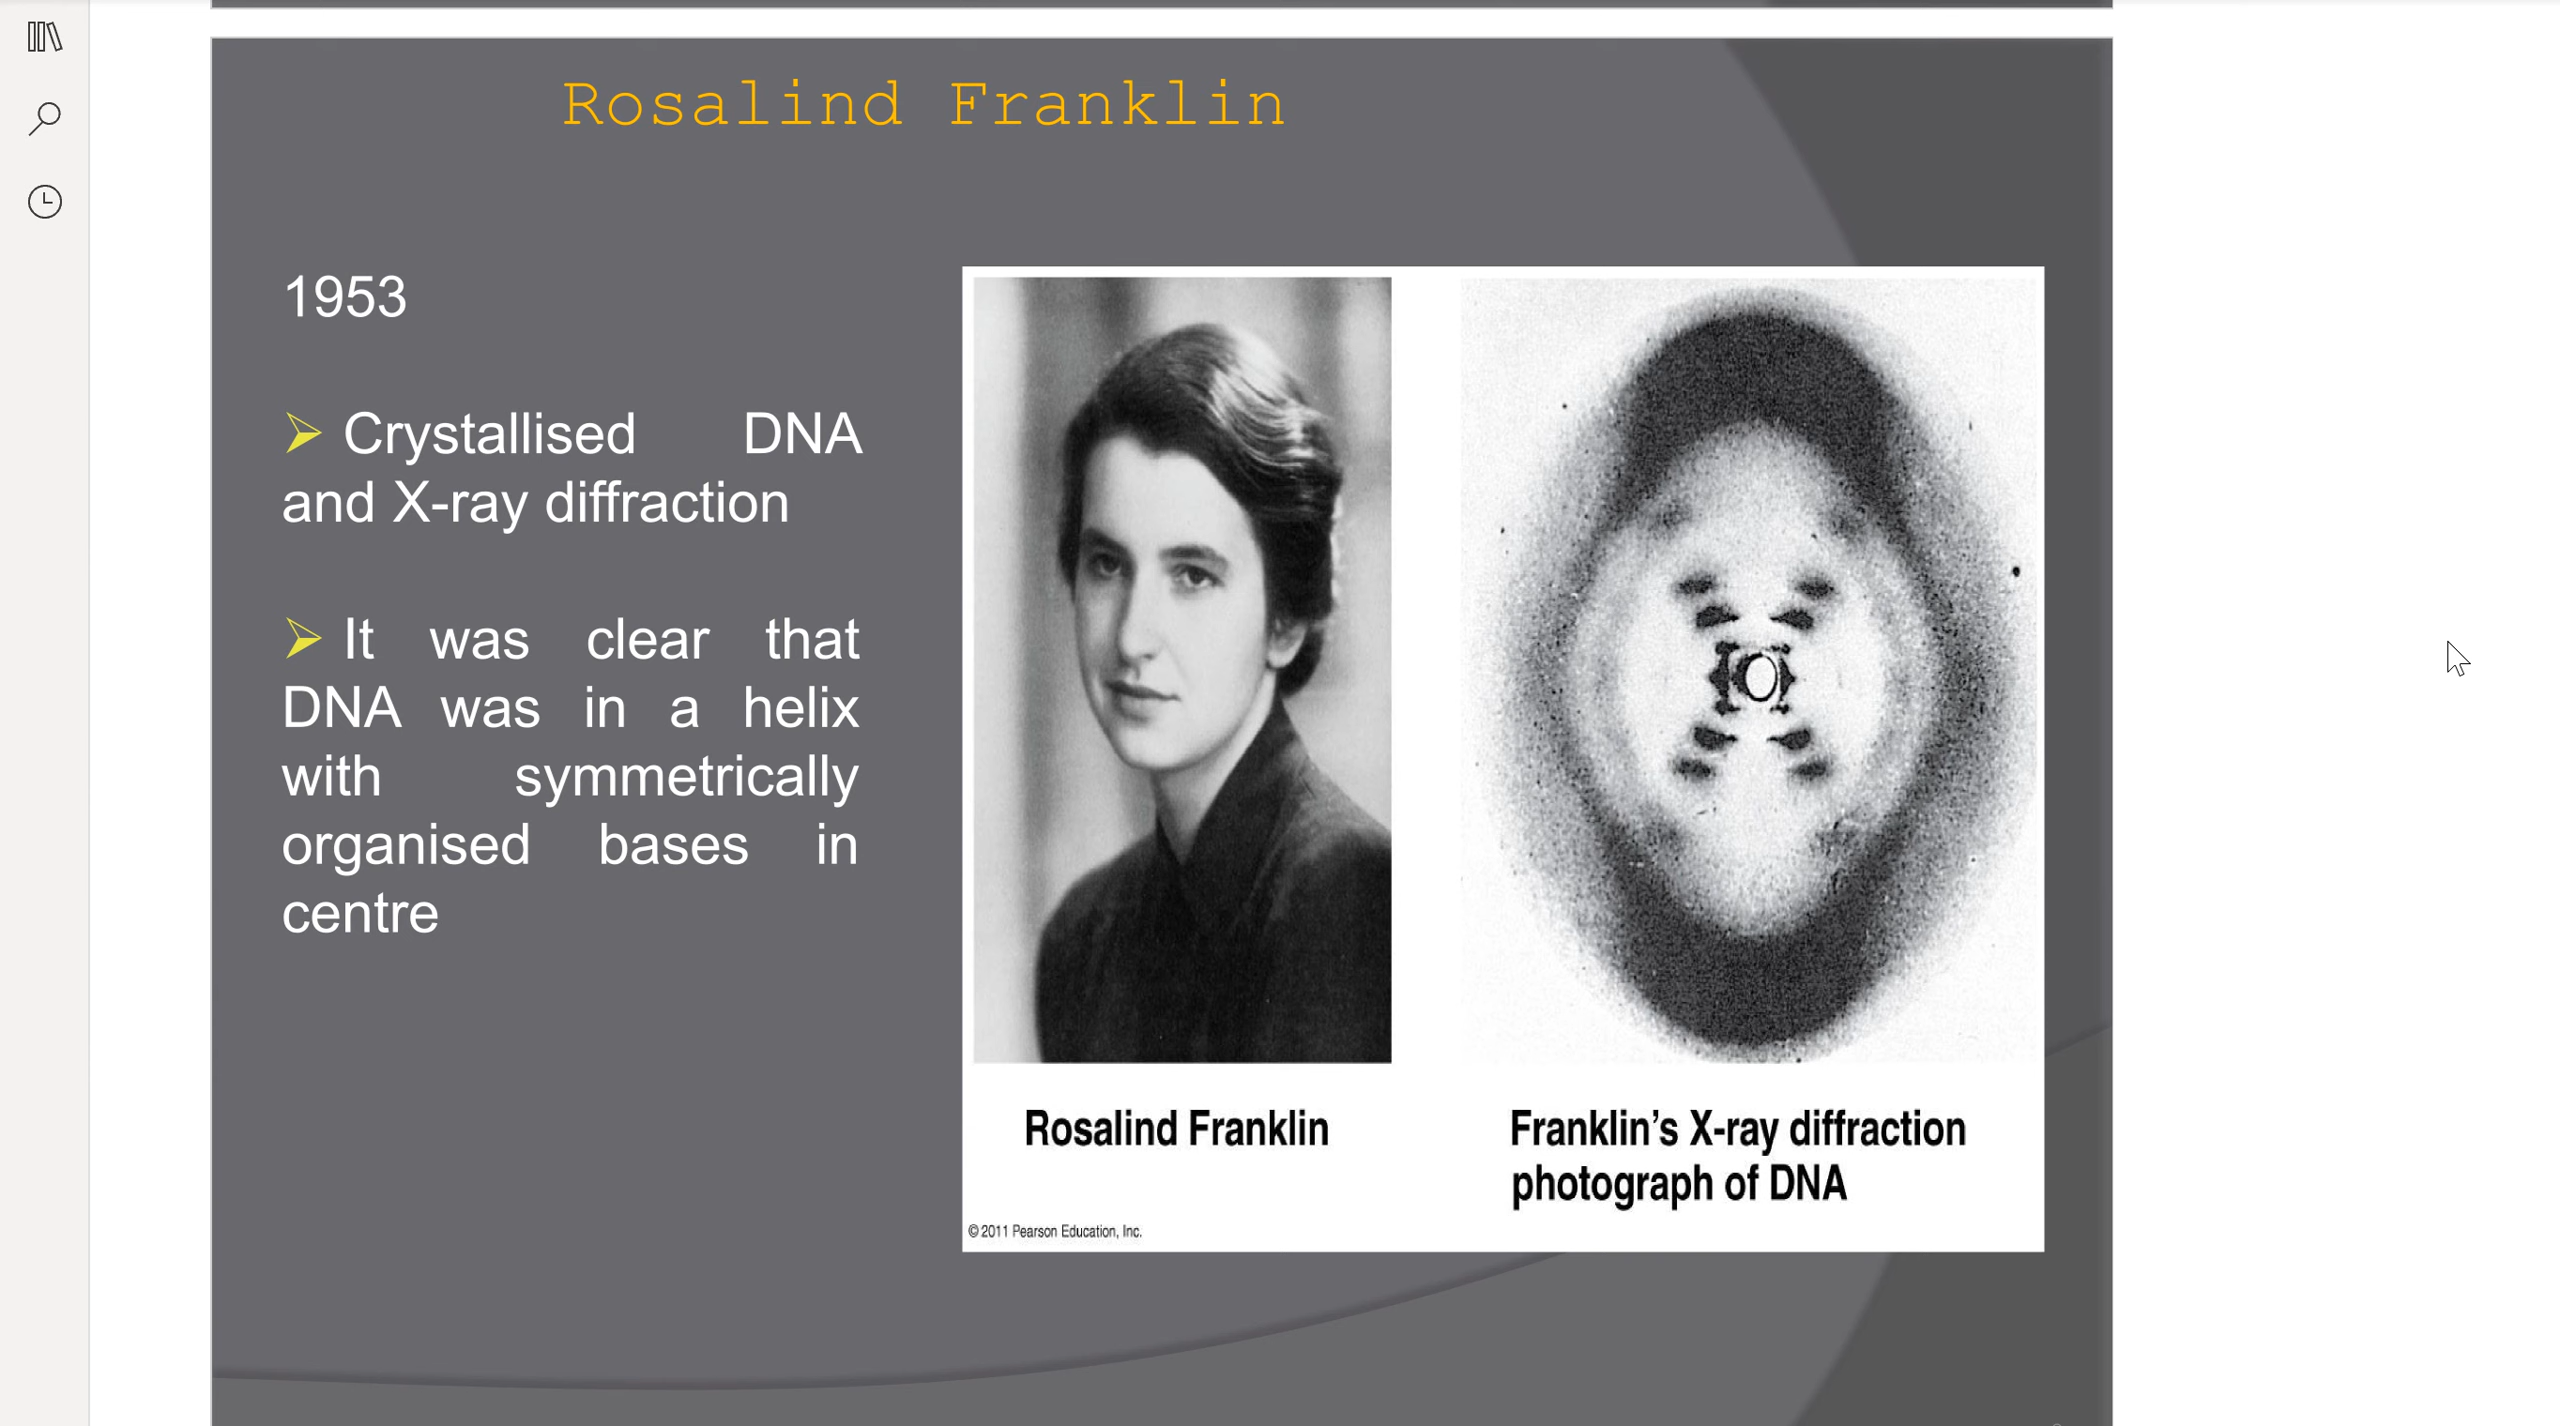 Rosalind Franklin
1953
Crystallised DNA
and X-ray diffraction
It was clear that
DNA was in a helix
with symmetrically
organised bases in
centre
Rosalind Franklin
Franklin’s X-ray diffraction
photograph of DNA
© 2011 Pearson Education, Inc.